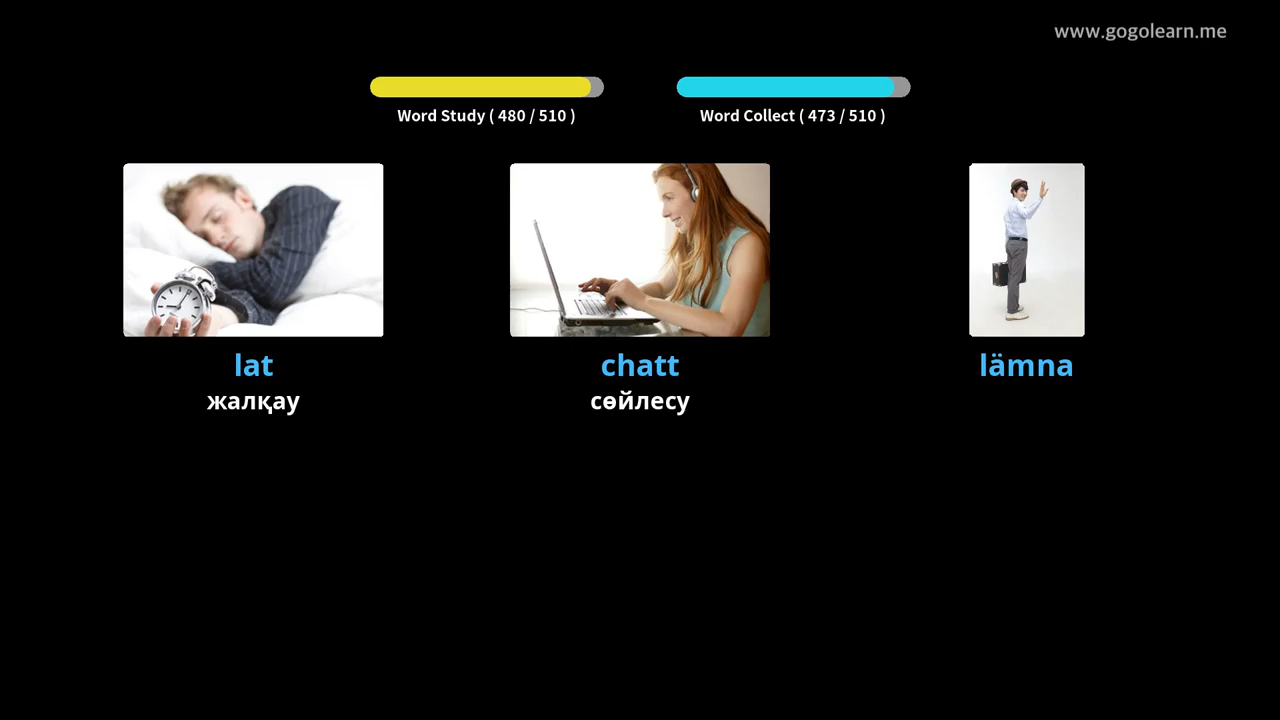 www.gogolearn.me
Word Study ( 480 / 510 )
Word Collect ( 473 / 510 )
lat
жалқау
chatt
сөйлесу
lämna